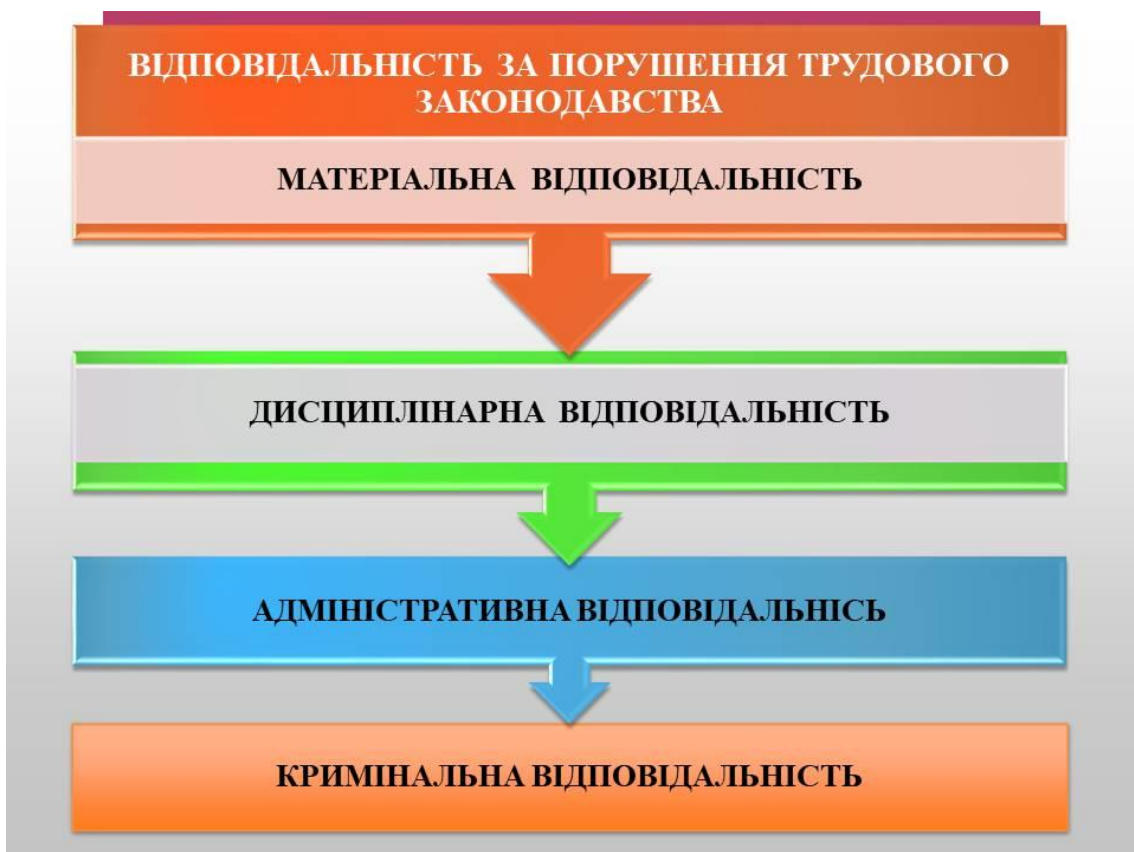 ВІДПОВІДАЛЬНІСТЬ ЗА ПОРУШЕННЯ ТРУДОВОГО
ЗАКОНОДАВСТВА
МАТЕРІАЛЬНА ВІДПОВІДАЛЬНІСТЬ
ДИСЦИПЛІНАРНА ВІДПОВІДАЛЬНІСТЬ
АДМІНІСТРАТИВНА ВІДПОВІДАЛЬНІСЬ
КРИМІНАЛЬНА ВІДПОВІДАЛЬНІСТЬ